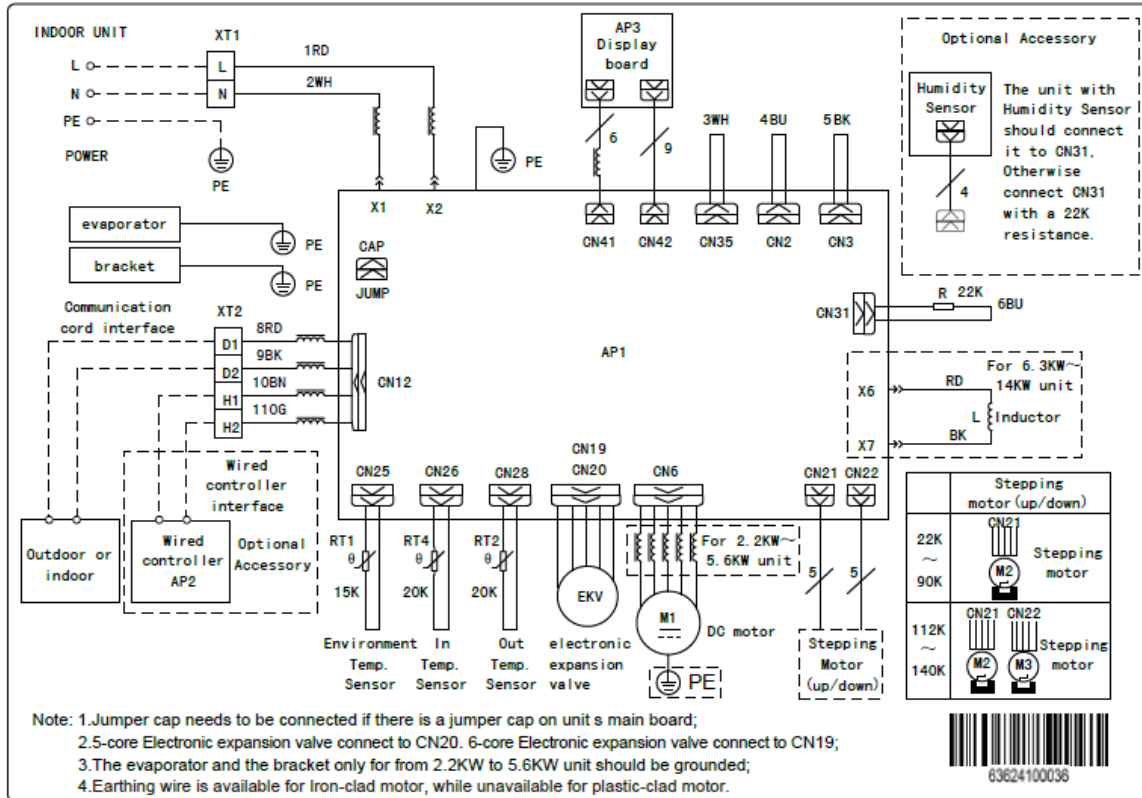 INDOOR UNIT
XT1
L
N
PE
POWER
L
N
1RD
2WH
PE
PE
X1
X2
AP3
Display
board
6
9
3WH
4BU
5BK
CN41
CN42
CN35
CN2
CN3
Optional Accessory
Humidity
Sensor
4
The unit with
Humidity Sensor
should connect
it to CN31,
Otherwise
connect CN31
with a 22K
resistance.
evaporator
PE
bracket
PE
CAP
JUMP
Communication
cord interface
XT2
D1
D2
H1
H2
8RD
9BK
10BN
11OG
CN12
AP1
CN31
R
22K
6BU
For 6.3KW~
14KW unit
X6
RD
L
Inductor
X7
BK
Wired
controller
interface
Outdoor or
indoor
Wired
controller
AP2
Optional
Accessory
CN25
CN26
CN28
CN19
CN20
CN6
CN21
CN22
RT1
θ
15K
RT4
θ
20K
RT2
θ
20K
EKV
For 2.2KW~
5.6KW unit
M1
DC motor
PE
5
5
Environment
Temp.
Sensor
In
Temp.
Sensor
Out
Temp.
Sensor
electronic
expansion
valve
Stepping
Motor
(up/down)
Stepping
motor(up/down)
22K
~
90K
CN21
M2
Stepping
motor
112K
~
140K
CN21
CN22
M2
M3
Stepping
motor
Note: 1.Jumper cap needs to be connected if there is a jumper cap on unit s main board;
2.5-core Electronic expansion valve connect to CN20. 6-core Electronic expansion valve connect to CN19;
3.The evaporator and the bracket only for from 2.2KW to 5.6KW unit should be grounded;
4.Earthing wire is available for Iron-clad motor, while unavailable for plastic-clad motor.
63624100036